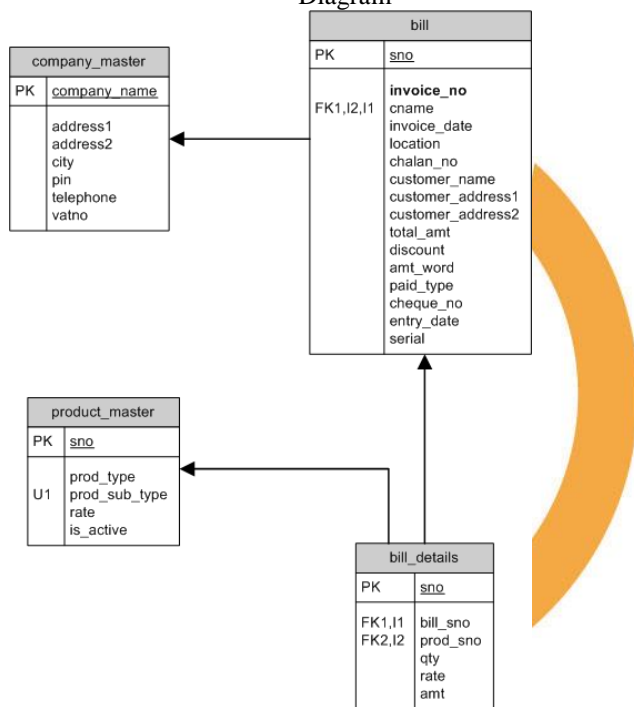 Diagram
bill
PK sno
invoice_no
FK1,I2,I1 cname
invoice_date
location
chalan_no
customer_name
customer_address1
customer_address2
total_amt
discount
amt_word
paid_type
cheque_no
entry_date
serial
company_master
PK company_name
address1
address2
city
pin
telephone
vatno
product_master
PK sno
prod_type
U1 prod_sub_type
rate
is_active
bill_details
PK sno
FK1,I1 bill_sno
FK2,I2 prod_sno
qty
rate
amt